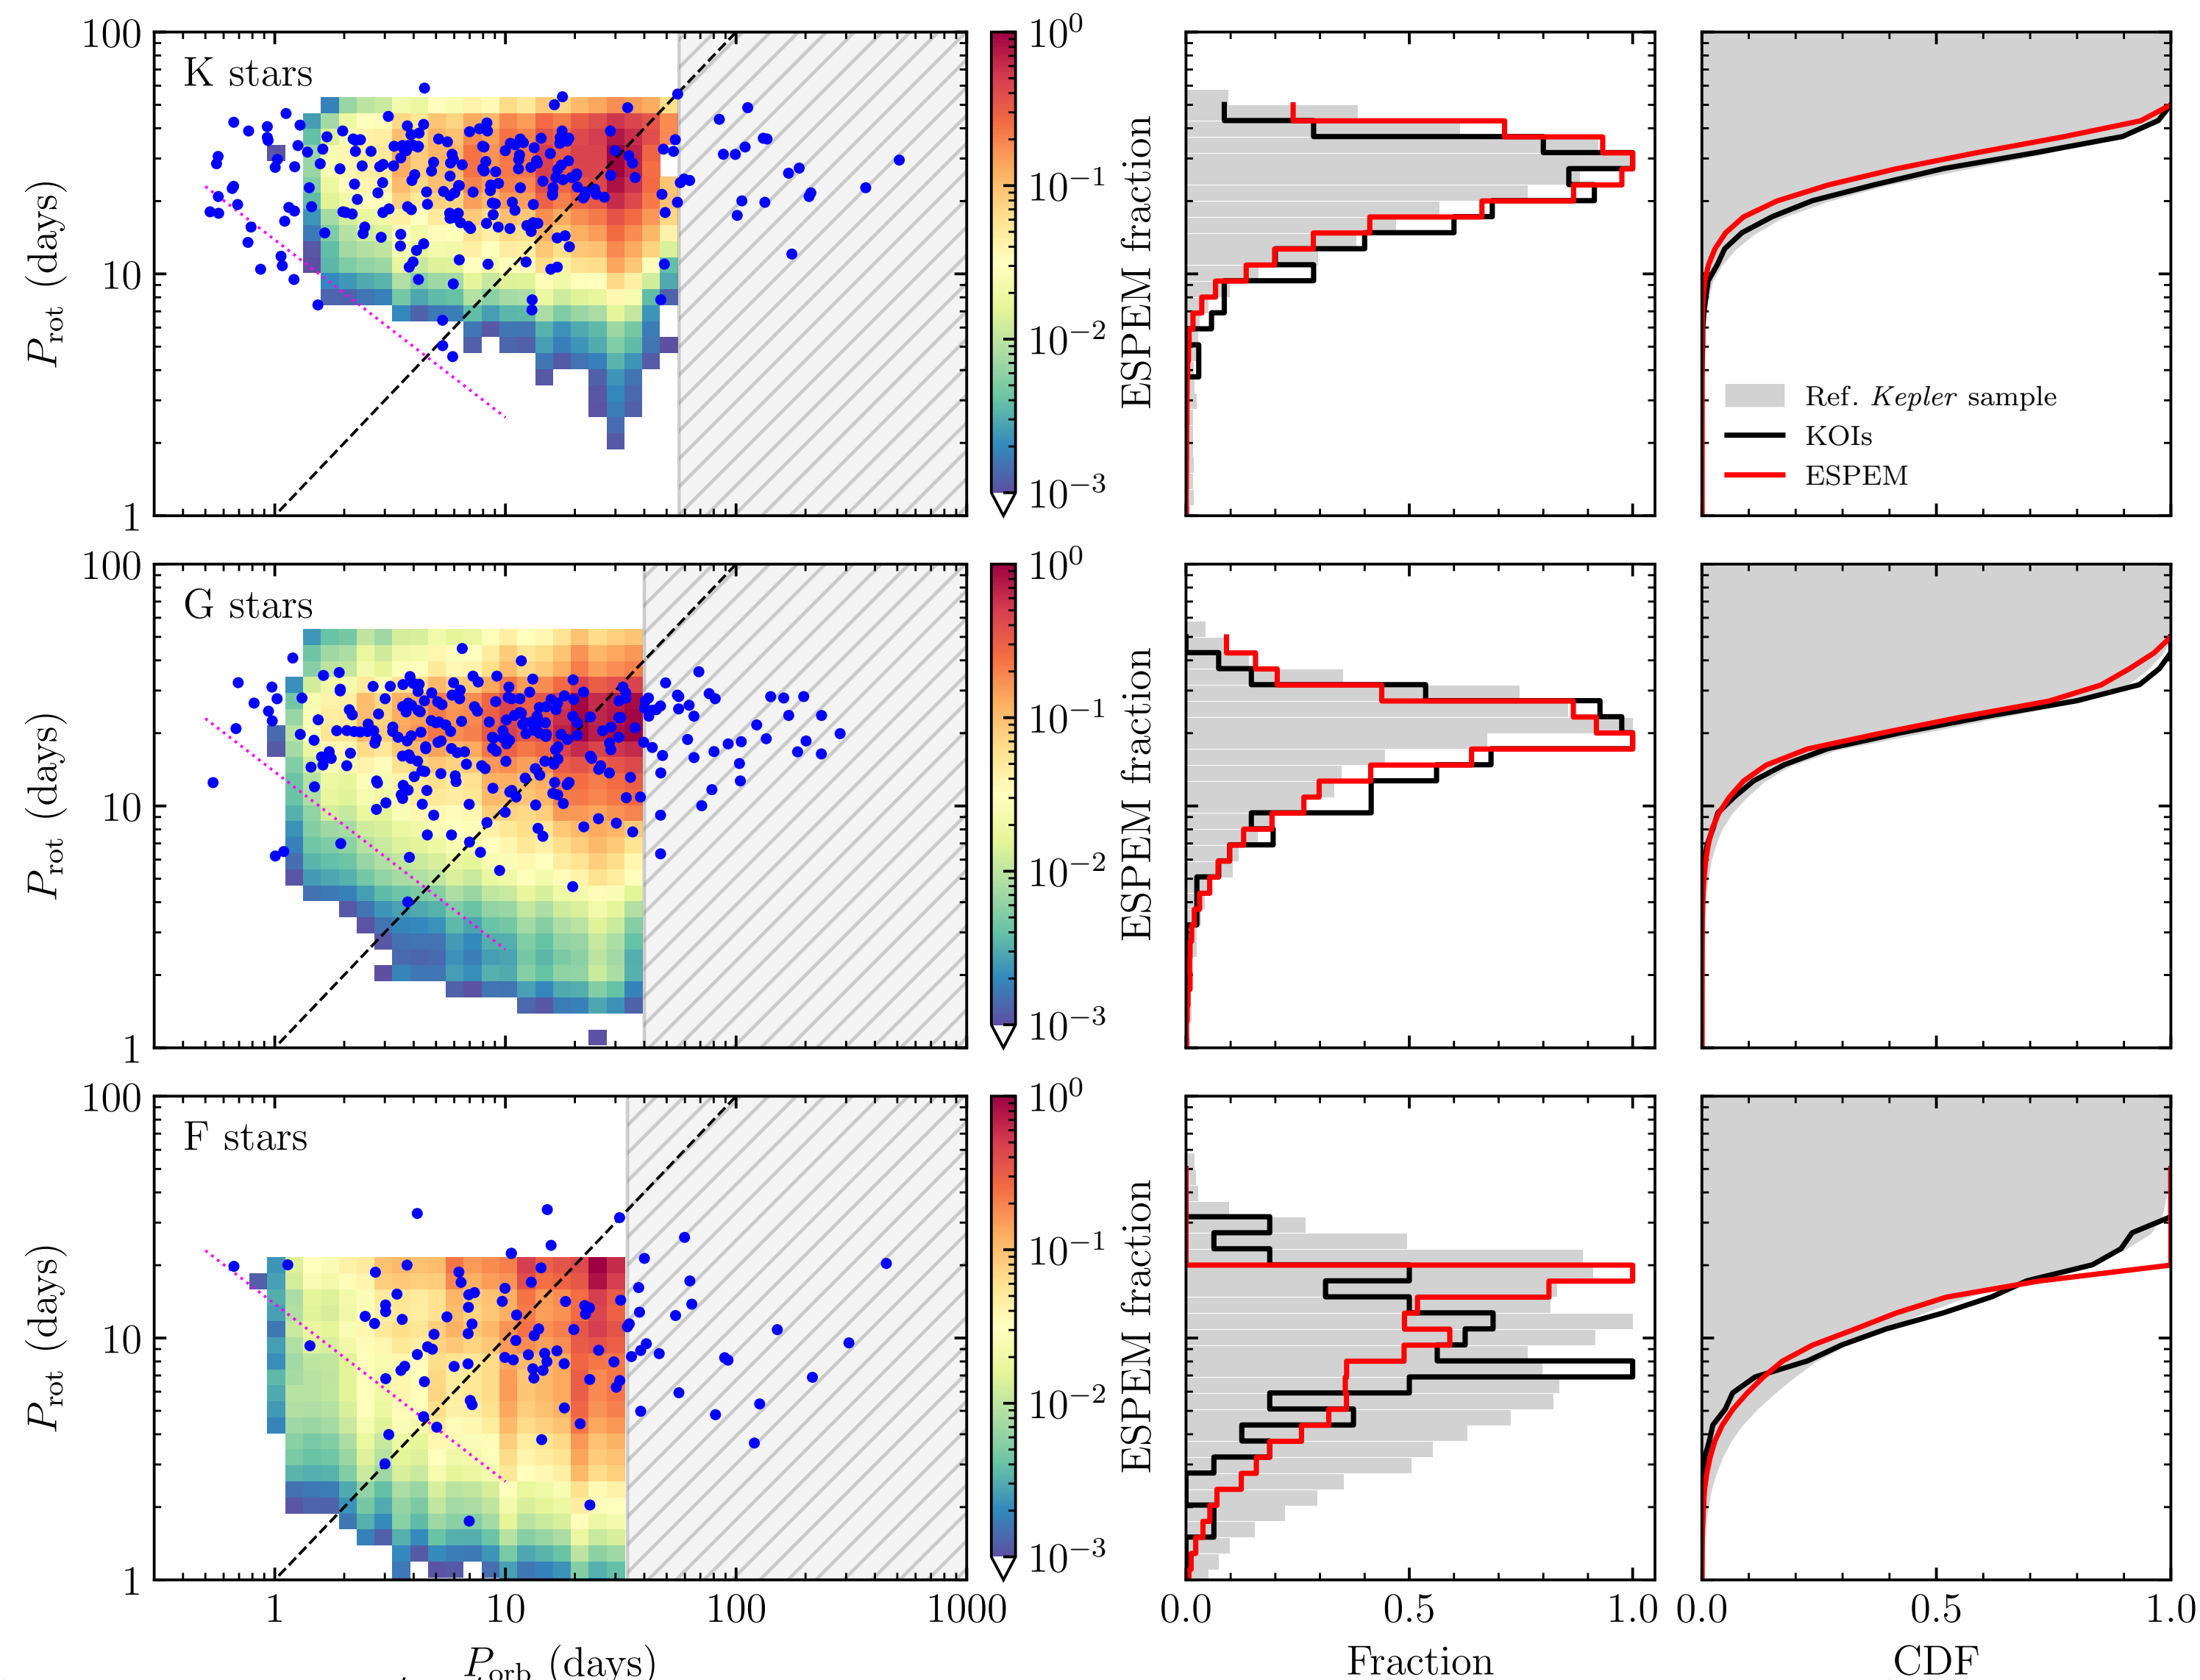 K stars
100
10
1
P_rot (days)
10^0
10^−1
10^−2
10^−3
ESPEM fraction
Ref. Kepler sample
KOIs
ESPEM
G stars
100
10
1
P_rot (days)
10^0
10^−1
10^−2
10^−3
ESPEM fraction
F stars
100
10
1
P_rot (days)
10^0
10^−1
10^−2
10^−3
ESPEM fraction
1 10 100 1000
P_orb (days)
0.0 0.5 1.0
Fraction
0.0 0.5 1.0
CDF